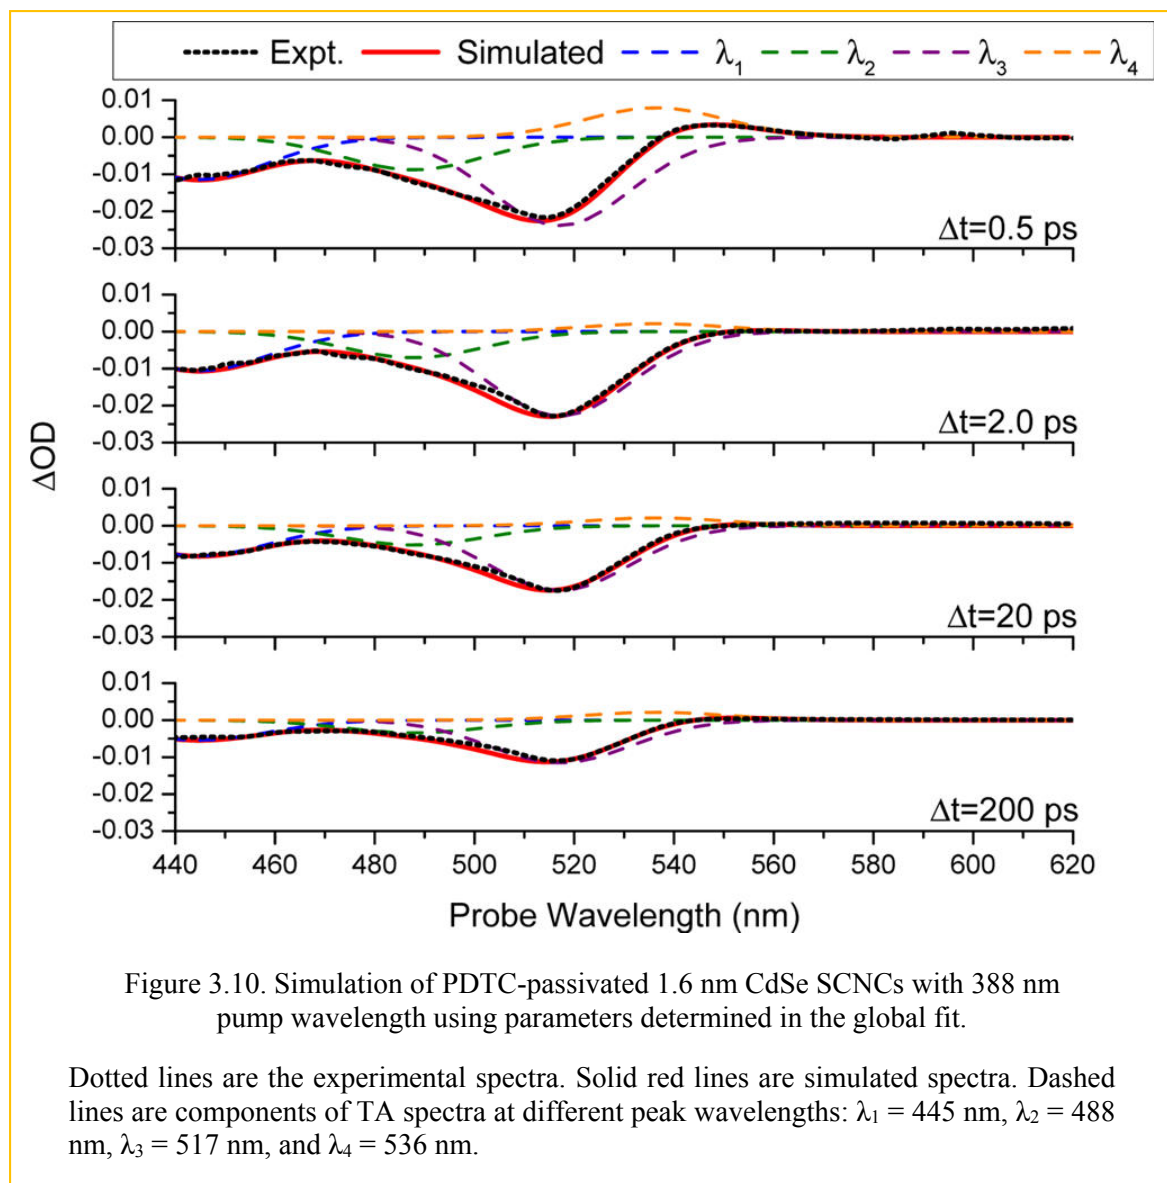 Expt. Simulated λ₁ λ₂ λ₃ λ₄
0.01
0.00
-0.01
-0.02
-0.03
Δt=0.5 ps
0.01
0.00
-0.01
-0.02
-0.03
Δt=2.0 ps
ΔOD
0.01
0.00
-0.01
-0.02
-0.03
Δt=20 ps
0.01
0.00
-0.01
-0.02
-0.03
Δt=200 ps
440 460 480 500 520 540 560 580 600 620
Probe Wavelength (nm)
Figure 3.10. Simulation of PDTC-passivated 1.6 nm CdSe SCNCs with 388 nm
pump wavelength using parameters determined in the global fit.
Dotted lines are the experimental spectra. Solid red lines are simulated spectra. Dashed
lines are components of TA spectra at different peak wavelengths: λ₁ = 445 nm, λ₂ = 488
nm, λ₃ = 517 nm, and λ₄ = 536 nm.